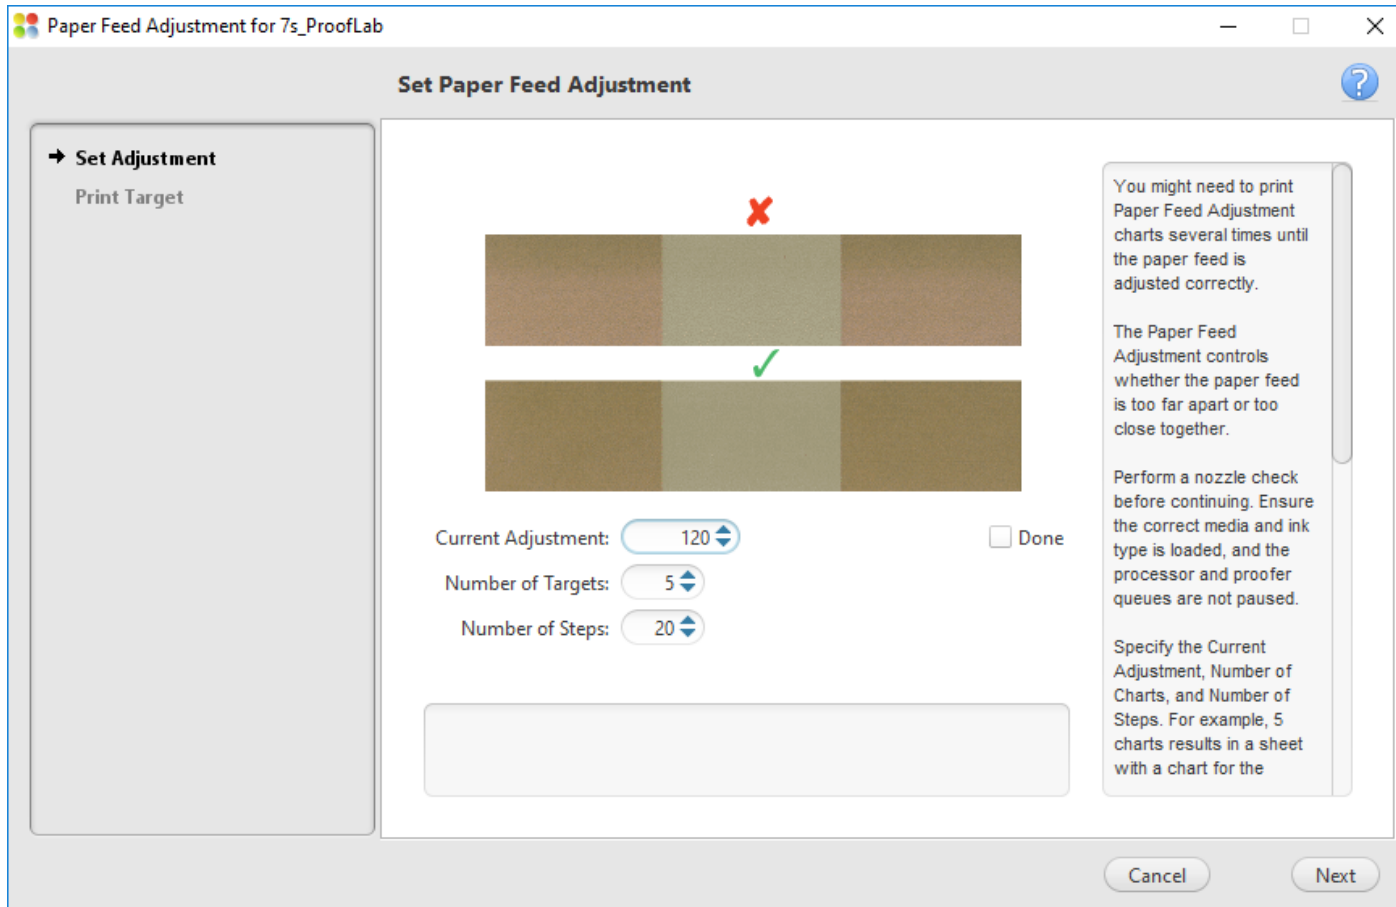 Paper Feed Adjustment for 7s_ProofLab
Set Paper Feed Adjustment
Set Adjustment
Print Target
Current Adjustment: 120
Done
Number of Targets: 5
Number of Steps: 20
You might need to print
Paper Feed Adjustment
charts several times until
the paper feed is
adjusted correctly.
The Paper Feed
Adjustment controls
whether the paper feed
is too far apart or too
close together.
Perform a nozzle check
before continuing. Ensure
the correct media and ink
type is loaded, and the
processor and proofer
queues are not paused.
Specify the Current
Adjustment, Number of
Charts, and Number of
Steps. For example, 5
charts results in a sheet
with a chart for the
Cancel
Next